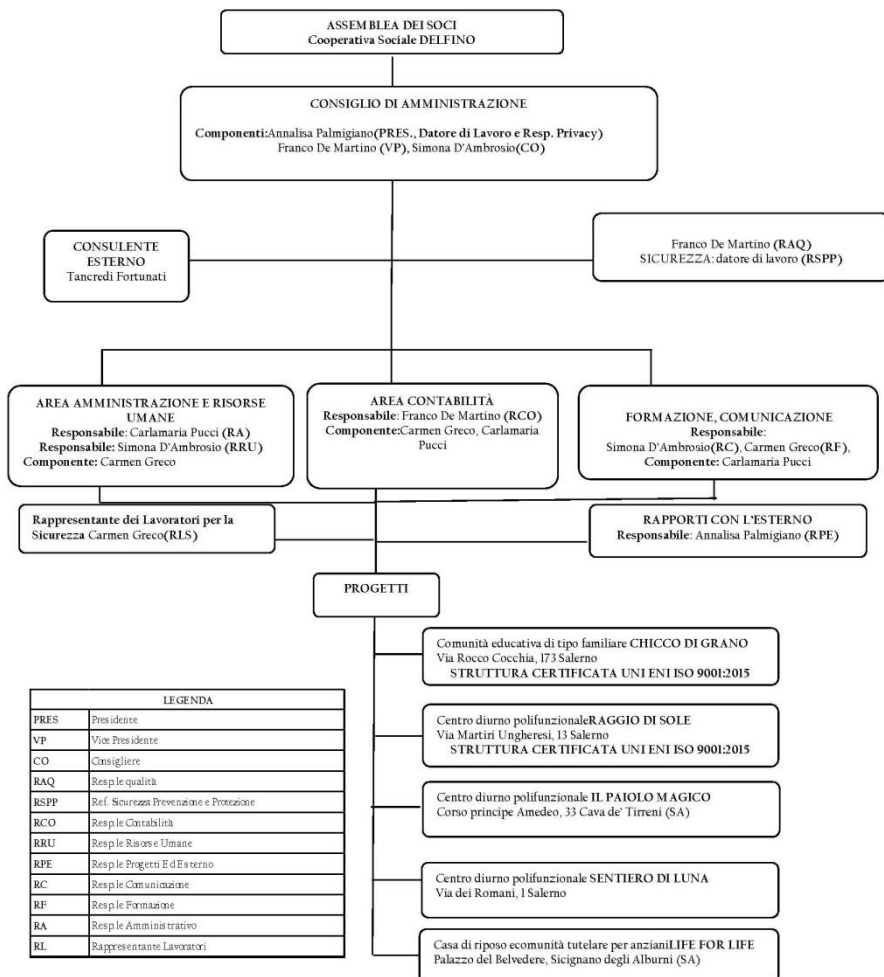 ASSEMBLEA DEI SOCI
Cooperativa Sociale DELFINO
CONSIGLIO DI AMMINISTRAZIONE
Componenti:Annalisa Palmigiano(PRES., Datore di Lavoro e Resp. Privacy)
Franco De Martino (VP), Simona D'Ambrosio(CO)
CONSULENTE
ESTERNO
Tancredi Fortunati
Franco De Martino (RAQ)
SICUREZZA: datore di lavoro (RSPP)
AREA AMMINISTRAZIONE E RISORSE
UMANE
Responsabile: Carlamaria Pucci (RA)
Responsabile: Simona D'Ambrosio (RRU)
Componente: Carmen Greco
AREA CONTABILITÀ
Responsabile: Franco De Martino (RCO)
Componente:Carmen Greco, Carlamaria
Pucci
FORMAZIONE, COMUNICAZIONE
Responsabile:
Simona D'Ambrosio(RC), Carmen Greco(RF),
Componente: Carlamaria Pucci
Rappresentante dei Lavoratori per la
Sicurezza Carmen Greco(RLS)
RAPPORTI CON L'ESTERNO
Responsabile: Annalisa Palmigiano (RPE)
PROGETTI
Comunità educativa di tipo familiare CHICCO DI GRANO
Via Rocco Cocchia, 173 Salerno
STRUTTURA CERTIFICATA UNI ENI ISO 9001:2015
Centro diurno polifunzionaleRAGGIO DI SOLE
Via Martiri Ungheresi, 13 Salerno
STRUTTURA CERTIFICATA UNI ENI ISO 9001:2015
Centro diurno polifunzionale IL PAIOLO MAGICO
Corso principe Amedeo, 33 Cava de' Tirreni (SA)
Centro diurno polifunzionale SENTIERO DI LUNA
Via dei Romani, 1 Salerno
Casa di riposo ecomunità tutelare per anzianiLIFE FOR LIFE
Palazzo del Belvedere, Sicignano degli Alburni (SA)
LEGENDA
PRES Presidente
VP Vice Presidente
CO Consigliere
RAQ Resp.le qualità
RSPP Ref. Sicurezza Prevenzione e Protezione
RCO Resp.le Contabilità
RRU Resp.le Risorse Umane
RPE Resp.le Progetti Ed Esterno
RC Resp.le Comunicazione
RF Resp.le Formazione
RA Resp.le Amministrativo
RL Rappresentante Lavoratori